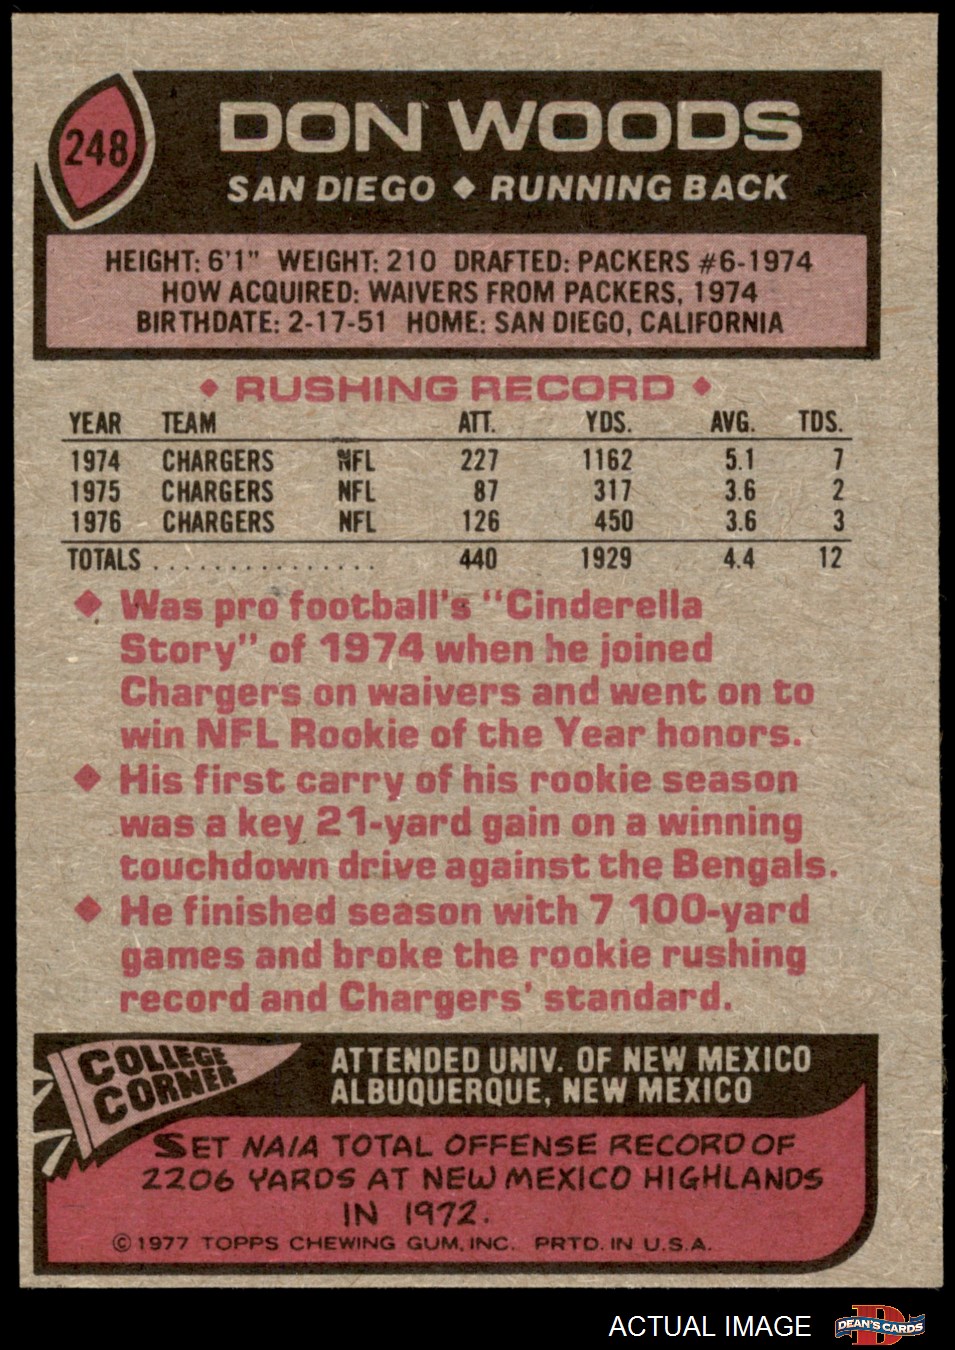 248
DON WOODS
SAN DIEGO ◆ RUNNING BACK
HEIGHT: 6'1" WEIGHT: 210 DRAFTED: PACKERS #6-1974
HOW ACQUIRED: WAIVERS FROM PACKERS, 1974
BIRTHDATE: 2-17-51 HOME: SAN DIEGO, CALIFORNIA
◆ RUSHING RECORD ◆
YEAR TEAM ATT. YDS. AVG. TDS.
1974 CHARGERS NFL 227 1162 5.1 7
1975 CHARGERS NFL 87 317 3.6 2
1976 CHARGERS NFL 126 450 3.6 3
TOTALS . . . . . . . . . . . . . . . 440 1929 4.4 12
◆ Was pro football's "Cinderella
Story" of 1974 when he joined
Chargers on waivers and went on to
win NFL Rookie of the Year honors.
◆ His first carry of his rookie season
was a key 21-yard gain on a winning
touchdown drive against the Bengals.
◆ He finished season with 7 100-yard
games and broke the rookie rushing
record and Chargers' standard.
COLLEGE
CORNER
ATTENDED UNIV. OF NEW MEXICO
ALBUQUERQUE, NEW MEXICO
SET NAIA TOTAL OFFENSE RECORD OF
2206 YARDS AT NEW MEXICO HIGHLANDS
IN 1972.
© 1977 TOPPS CHEWING GUM, INC. PRTD. IN U.S.A.
ACTUAL IMAGE
D
DEAN'S CARDS